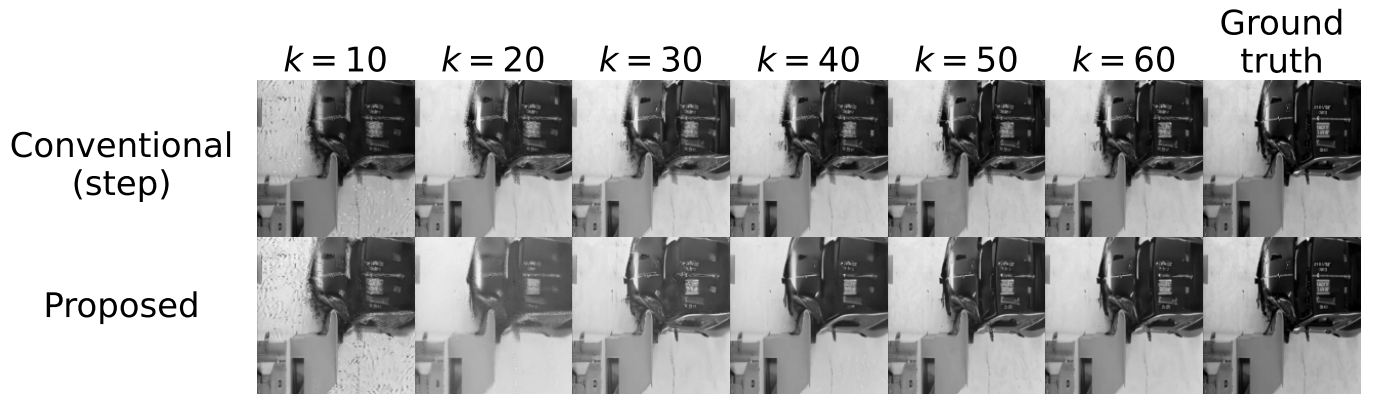 Ground
k = 10 k = 20 k = 30 k = 40 k = 50 k = 60 truth
Conventional
(step)
Proposed